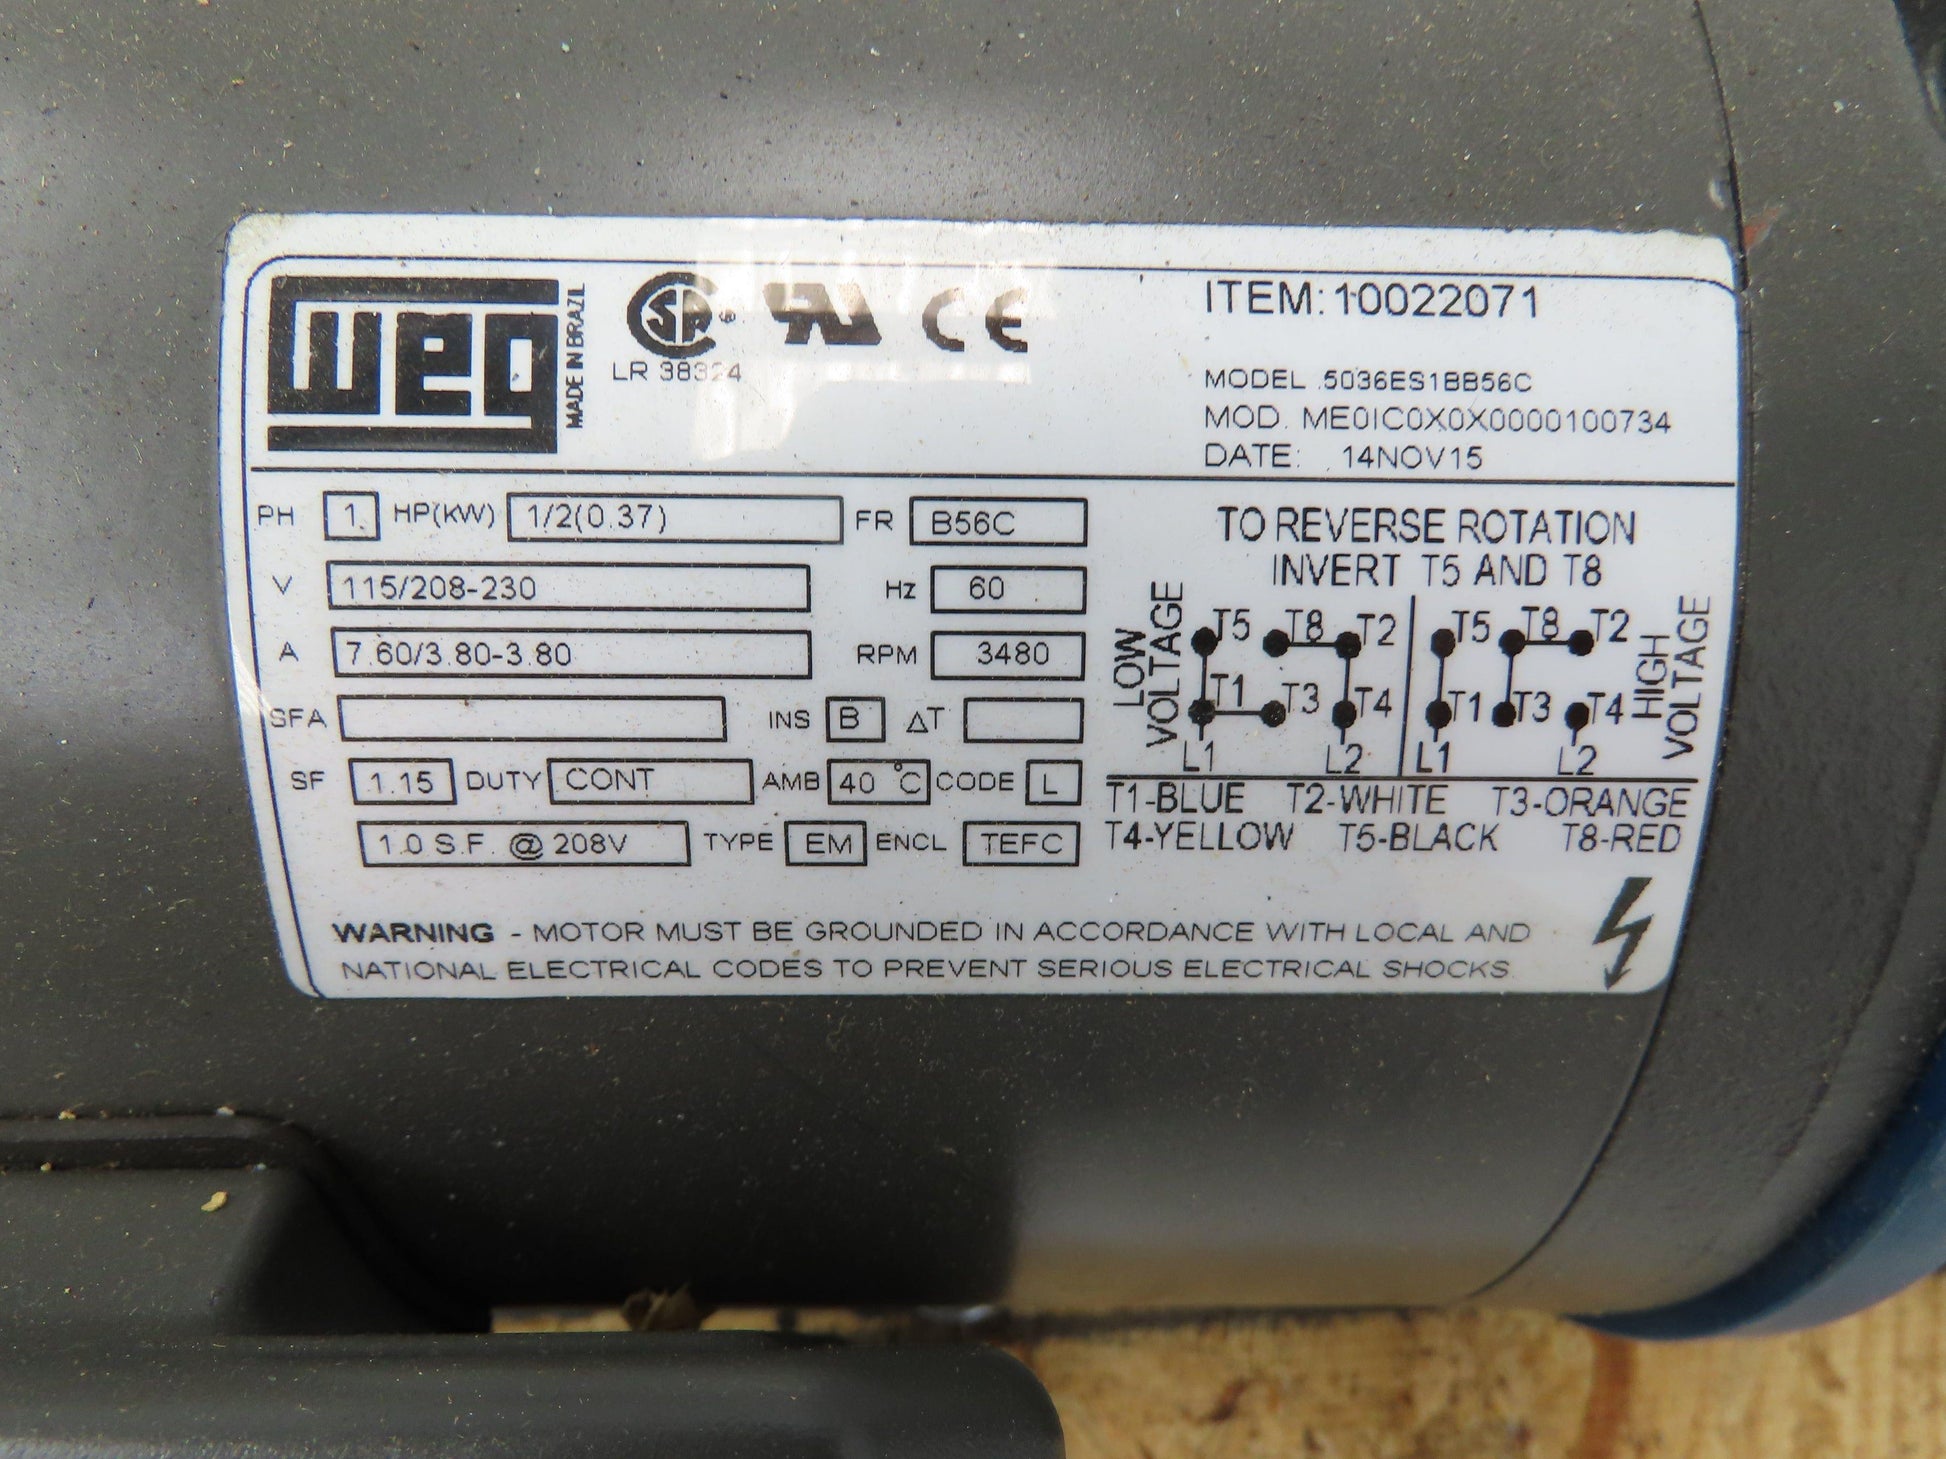 weg
MADE IN BRAZIL
LR 38324
ITEM: 10022071
MODEL .5036ES1BB56C
MOD. ME0IC0X0X0000100734
DATE: .14NOV15
PH 1. HP(KW) 1/2(0.37) FR B56C
V 115/208-230 Hz 60
A 7.60/3.80-3.80 RPM 3480
SFA INS B ΔT
SF 1.15 DUTY CONT AMB 40 °C CODE L
1.0 S.F. @ 208V TYPE EM ENCL TEFC
TO REVERSE ROTATION
INVERT T5 AND T8
LOW VOLTAGE
T5 T8 T2
T1 T3 T4
L1 L2
T5 T8 T2
T1 T3 T4
L1 L2
HIGH VOLTAGE
T1-BLUE T2-WHITE T3-ORANGE
T4-YELLOW T5-BLACK T8-RED
WARNING - MOTOR MUST BE GROUNDED IN ACCORDANCE WITH LOCAL AND
NATIONAL ELECTRICAL CODES TO PREVENT SERIOUS ELECTRICAL SHOCKS.